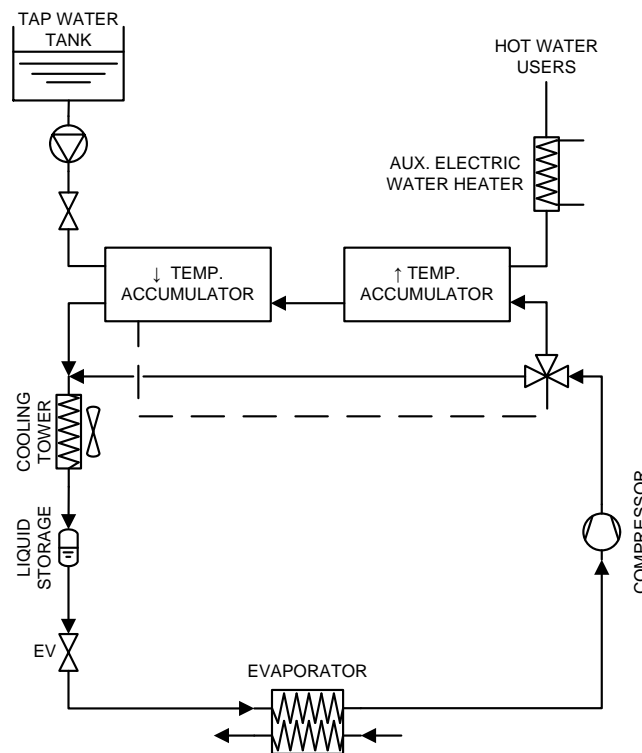 TAP WATER
TANK
HOT WATER
USERS
AUX. ELECTRIC
WATER HEATER
↓ TEMP.
ACCUMULATOR
↑ TEMP.
ACCUMULATOR
COOLING
TOWER
LIQUID
STORAGE
COMPRESSOR
EV
EVAPORATOR